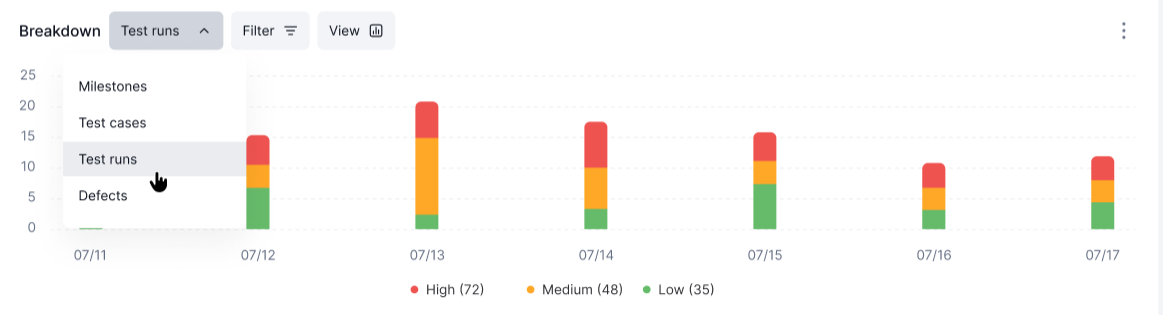 Breakdown Test runs Filter View
Milestones
Test cases
Test runs
Defects
25
20
15
10
5
0
07/11 07/12 07/13 07/14 07/15 07/16 07/17
High (72) Medium (48) Low (35)